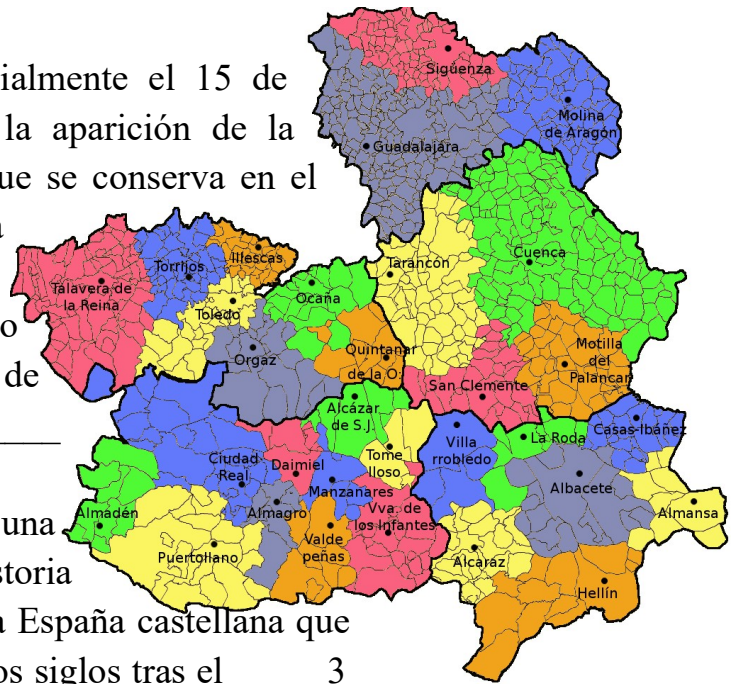 ialmente el 15 de
la aparición de la
ue se conserva en el
o
de
una
storia
a España castellana que
os siglos tras el 3
Sigüenza
Molina
de Aragón
Guadalajara
Cuenca
Tarancón
Illescas
Torrijos
Talavera de
la Reina
Ocaña
Toledo
Orgaz
Quintanar
de la O.
Motilla
del
Palancar
San Clemente
Alcázar
de S.J.
Casas-Ibáñez
La Roda
Villa
rrobledo
Tome
lloso
Ciudad
Real
Daimiel
Manzanares
Albacete
Almagro
Vva. de
los Infantes
Almadén
Almansa
Valde
peñas
Puertollano
Alcaraz
Hellín